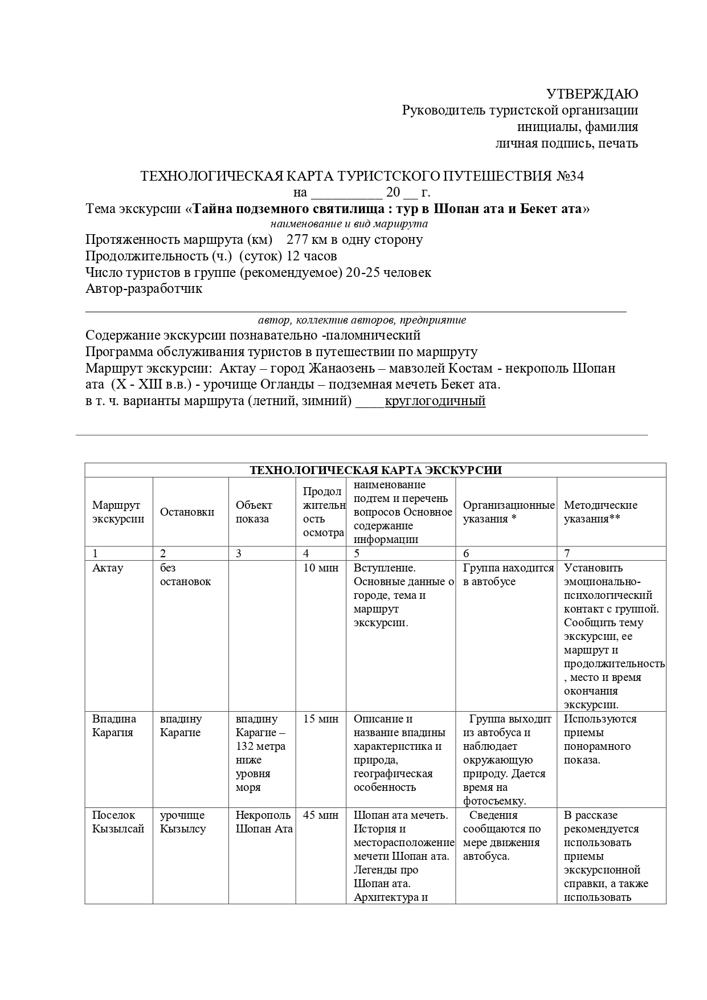 УТВЕРЖДАЮ
Руководитель туристской организации
инициалы, фамилия
личная подпись, печать
ТЕХНОЛОГИЧЕСКАЯ КАРТА ТУРИСТСКОГО ПУТЕШЕСТВИЯ №34
на __________ 20 __ г.
Тема экскурсии «Тайна подземного святилища : тур в Шопан ата и Бекет ата»
наименование и вид маршрута
Протяженность маршрута (км)    277 км в одну сторону
Продолжительность (ч.)  (суток) 12 часов
Число туристов в группе (рекомендуемое) 20-25 человек
Автор-разработчик
____________________________________________________________________________
автор, коллектив авторов, предприятие
Содержание экскурсии познавательно -паломнический
Программа обслуживания туристов в путешествии по маршруту
Маршрут экскурсии:  Актау – город Жанаозень – мавзолей Костам - некрополь Шопан
ата  (X - XIII в.в.) - урочище Огланды – подземная мечеть Бекет ата.
в т. ч. варианты маршрута (летний, зимний) ____круглогодичный
ТЕХНОЛОГИЧЕСКАЯ КАРТА ЭКСКУРСИИ
Маршрут
экскурсии
Остановки
Объект
показа
Продол
жительн
ость
осмотра
наименование
подтем и перечень
вопросов Основное
содержание
информации
Организационные
указания *
Методические
указания**
1
2
3
4
5
6
7
Актау
без
остановок
10 мин
Вступление.
Основные данные о
городе, тема и
маршрут
экскурсии.
Группа находится
в автобусе
Установить
эмоционально-
психологический
контакт с группой.
Сообщить тему
экскурсии, ее
маршрут и
продолжительность
, место и время
окончания
экскурсии.
Впадина
Карагия
впадину
Карагие
впадину
Карагие –
132 метра
ниже
уровня
моря
15 мин
Описание и
название впадины
характеристика и
природа,
географическая
особенность
Группа выходит
из автобуса и
наблюдает
окружающую
природу. Дается
время на
фотосъемку.
Используются
приемы
понорамного
показа.
Поселок
Кызылсай
урочище
Кызылсу
Некрополь
Шопан Ата
45 мин
Шопан ата мечеть.
История и
месторасположение
мечети Шопан ата.
Легенды про
Шопан ата.
Архитектура и
Сведения
сообщаются по
мере движения
автобуса.
В рассказе
рекомендуется
использовать
приемы
экскурсионной
справки, а также
использовать